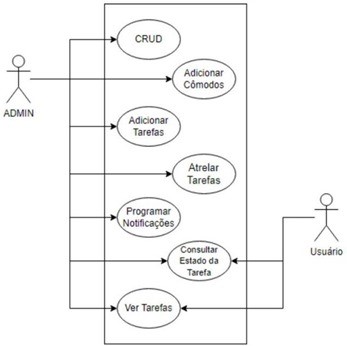 CRUD
Adicionar
Cômodos
ADMIN
Adicionar
Tarefas
Atrelar
Tarefas
Programar
Notificações
Consultar
Estado da
Tarefa
Usuário
Ver Tarefas